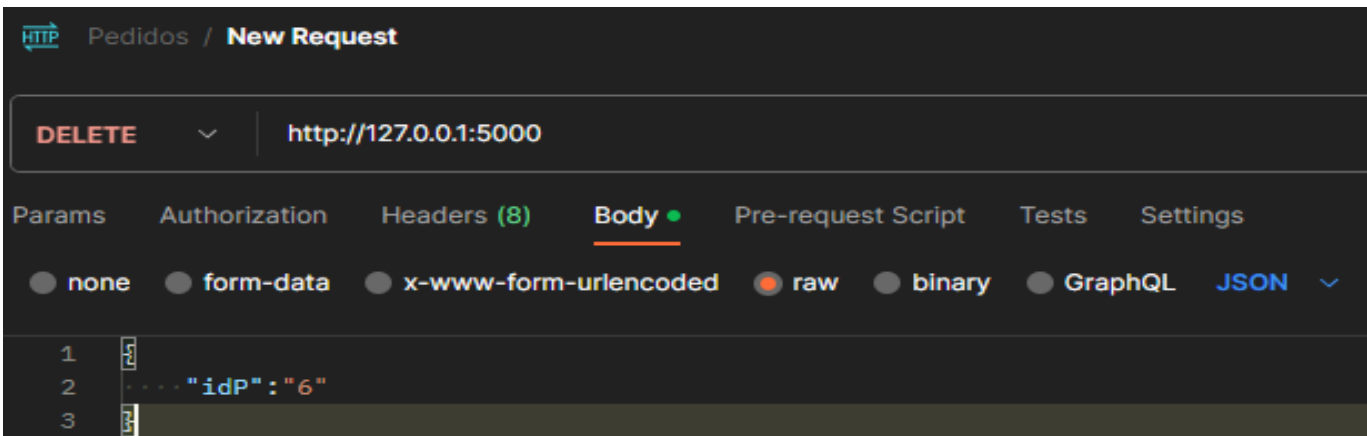 HTTP Pedidos / New Request
DELETE http://127.0.0.1:5000
Params Authorization Headers (8) Body Pre-request Script Tests Settings
none form-data x-www-form-urlencoded raw binary GraphQL JSON
1 {
2 "idP":"6"
3 }